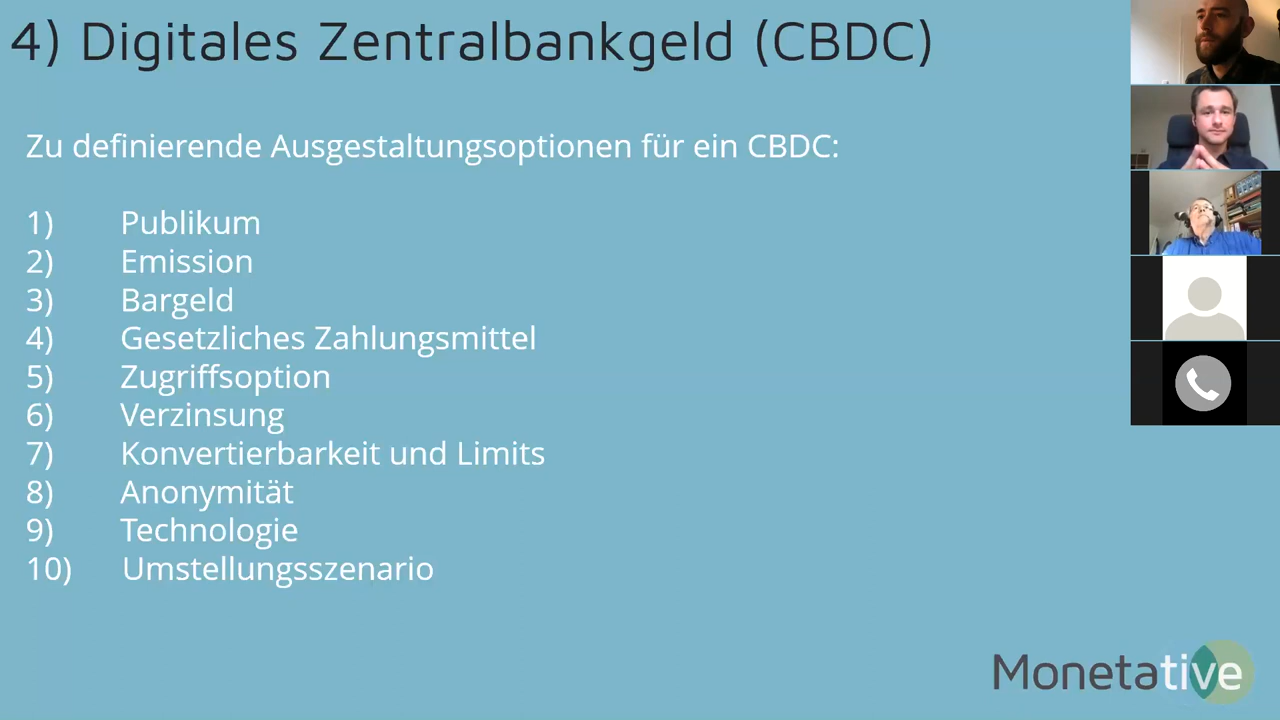 4) Digitales Zentralbankgeld (CBDC)
Zu definierende Ausgestaltungsoptionen für ein CBDC:
1) Publikum
2) Emission
3) Bargeld
4) Gesetzliches Zahlungsmittel
5) Zugriffsoption
6) Verzinsung
7) Konvertierbarkeit und Limits
8) Anonymität
9) Technologie
10) Umstellungsszenario
Monetative